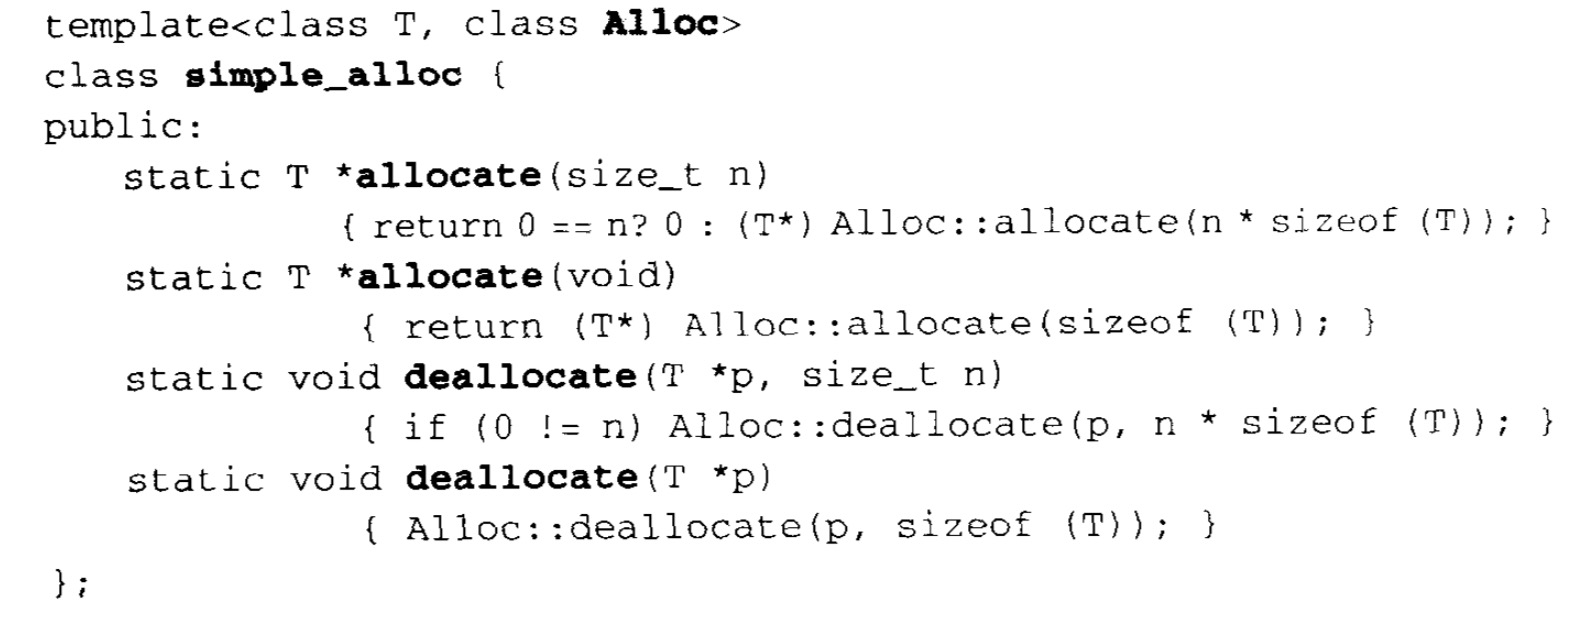 template<class T, class Alloc>
class simple_alloc {
public:
    static T *allocate(size_t n)
              { return 0 == n? 0 : (T*) Alloc::allocate(n * sizeof (T)); }
    static T *allocate(void)
              { return (T*) Alloc::allocate(sizeof (T)); }
    static void deallocate(T *p, size_t n)
              { if (0 != n) Alloc::deallocate(p, n * sizeof (T)); }
    static void deallocate(T *p)
              { Alloc::deallocate(p, sizeof (T)); }
};